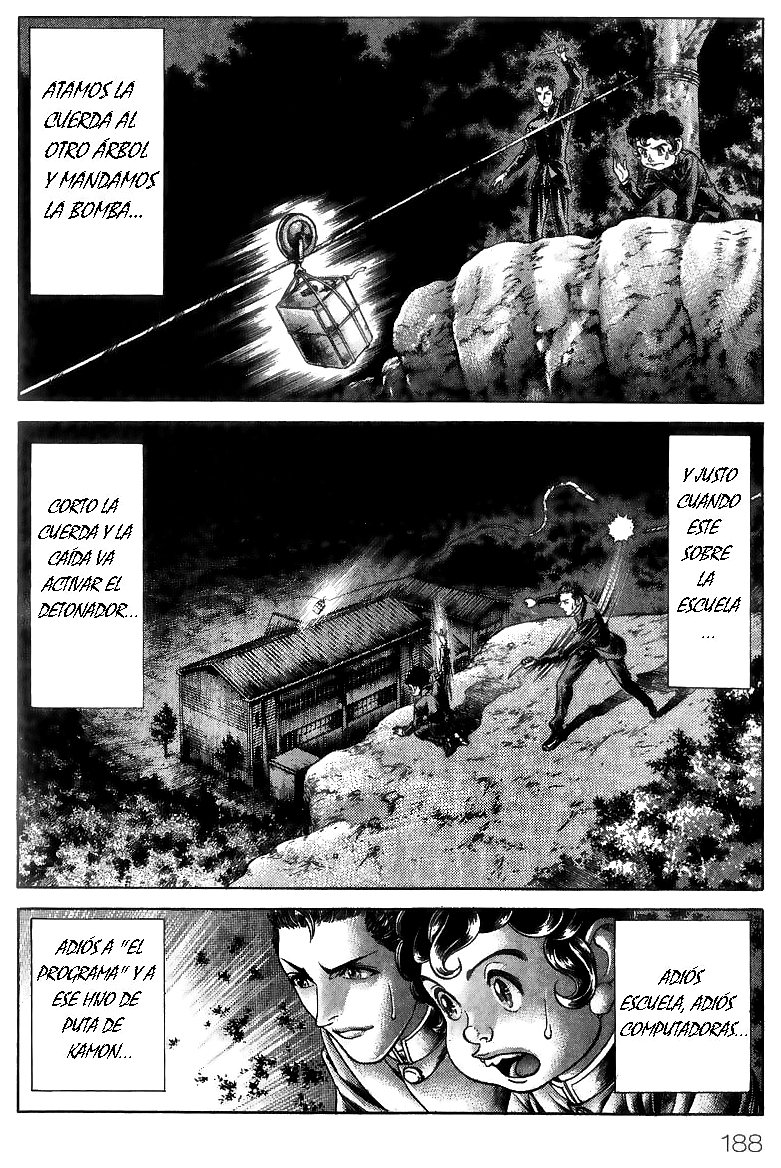 ATAMOS LA
CUERDA AL
OTRO ÁRBOL
Y MANDAMOS
LA BOMBA...
Y JUSTO
CUANDO
ESTE
SOBRE
LA
ESCUELA
...
CORTO LA
CUERDA Y LA
CAÍDA VA
ACTIVAR EL
DETONADOR...
ADIÓS
ESCUELA, ADIÓS
COMPUTADORAS...
ADIÓS A "EL
PROGRAMA" Y A
ESE HIJO DE
PUTA DE
KAMON...
188